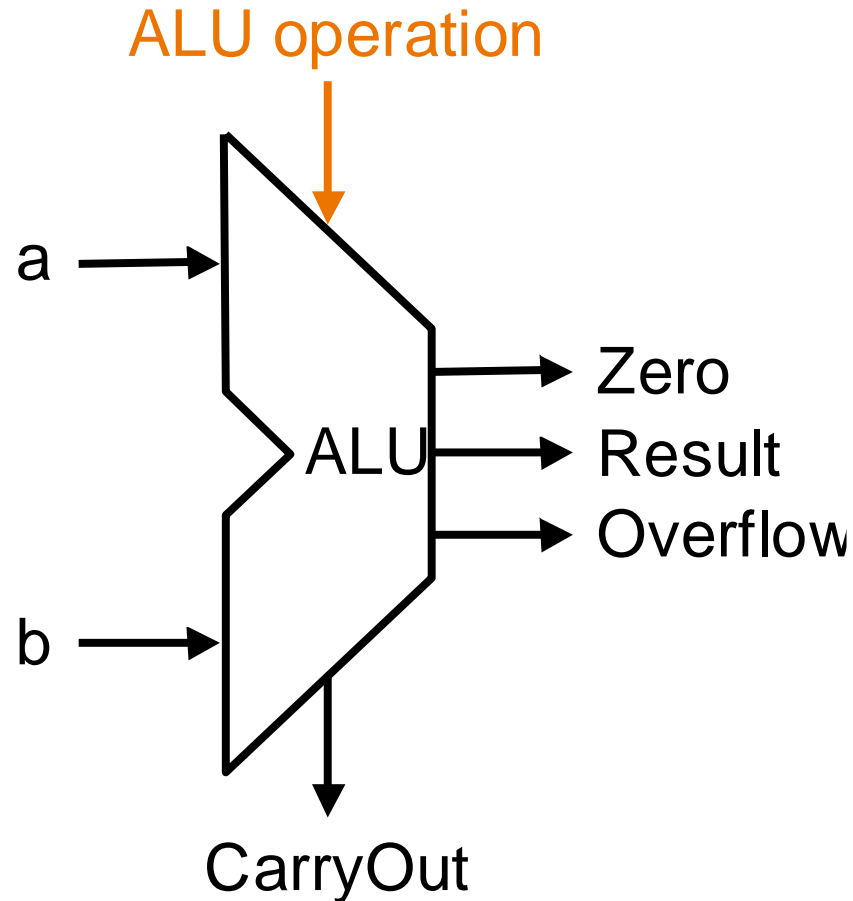 ALU operation
a
Zero
ALU
Result
Overflow
b
CarryOut